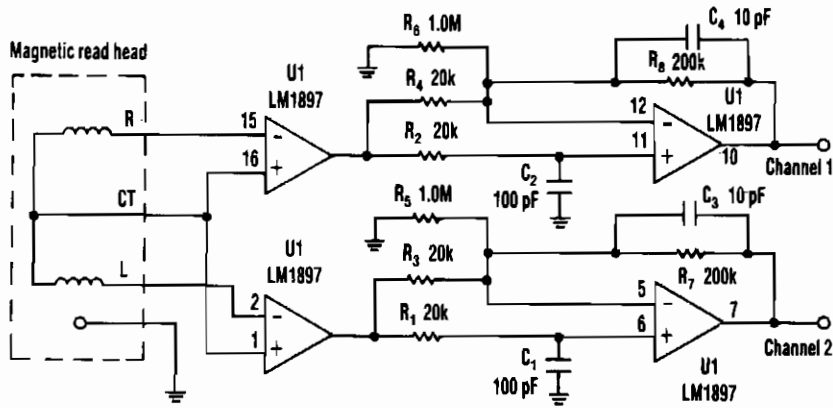 Magnetic read head
R
CT
L
U1
LM1897
15
16
R6 1.0M
R4 20k
R2 20k
C2
100 pF
C4 10 pF
R8 200k
U1
LM1897
12
11
10
Channel 1
U1
LM1897
2
1
R5 1.0M
R3 20k
R1 20k
C1
100 pF
C3 10 pF
R7 200k
5
6
7
U1
LM1897
Channel 2